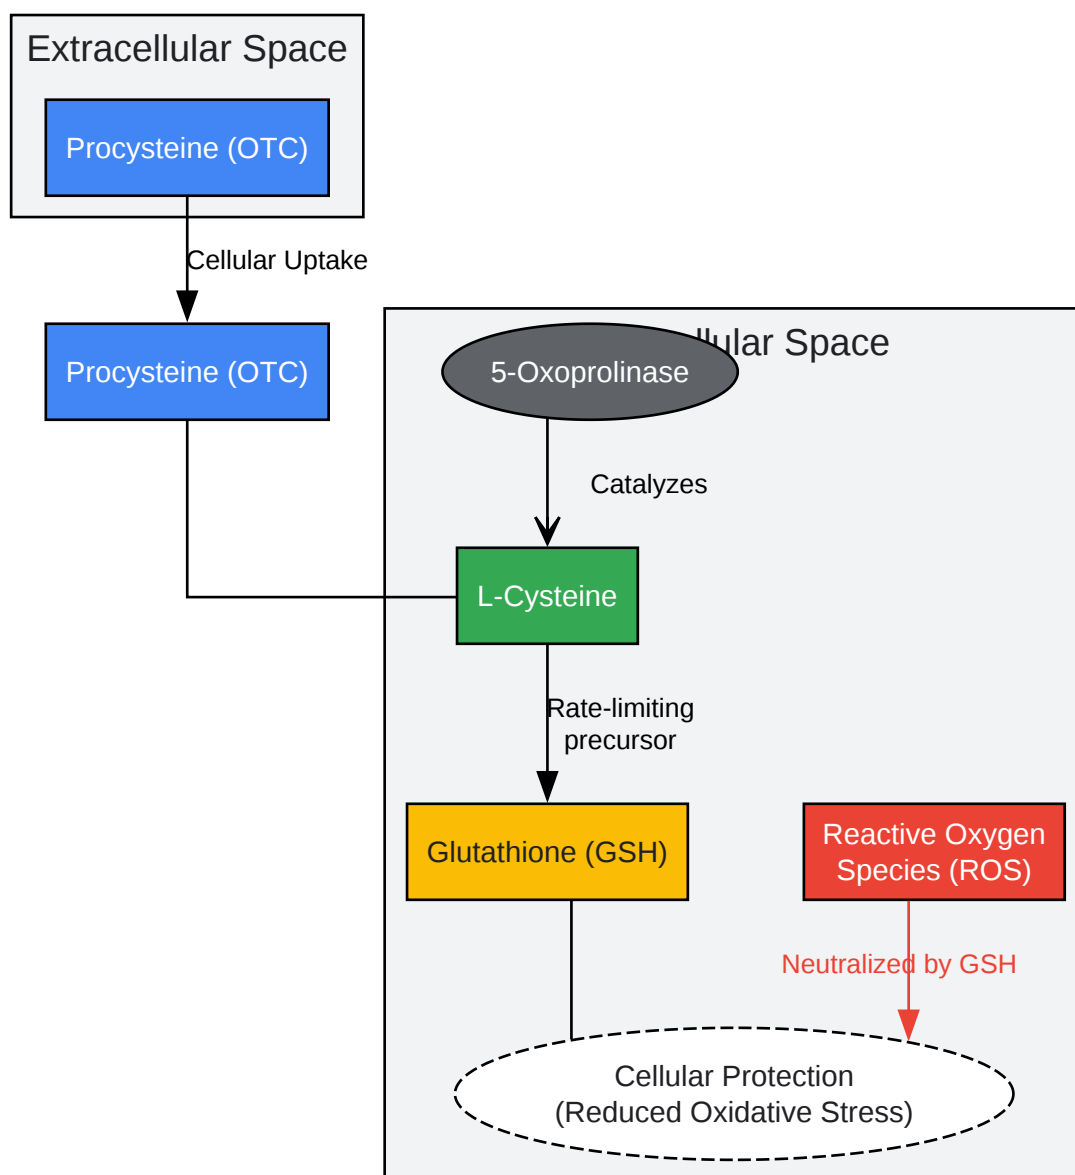 Extracellular Space
Procysteine (OTC)
Cellular Uptake
Procysteine (OTC)
llular Space
5-Oxoprolinase
Catalyzes
L-Cysteine
Rate-limiting
precursor
Glutathione (GSH)
Reactive Oxygen
Species (ROS)
Neutralized by GSH
Cellular Protection
(Reduced Oxidative Stress)